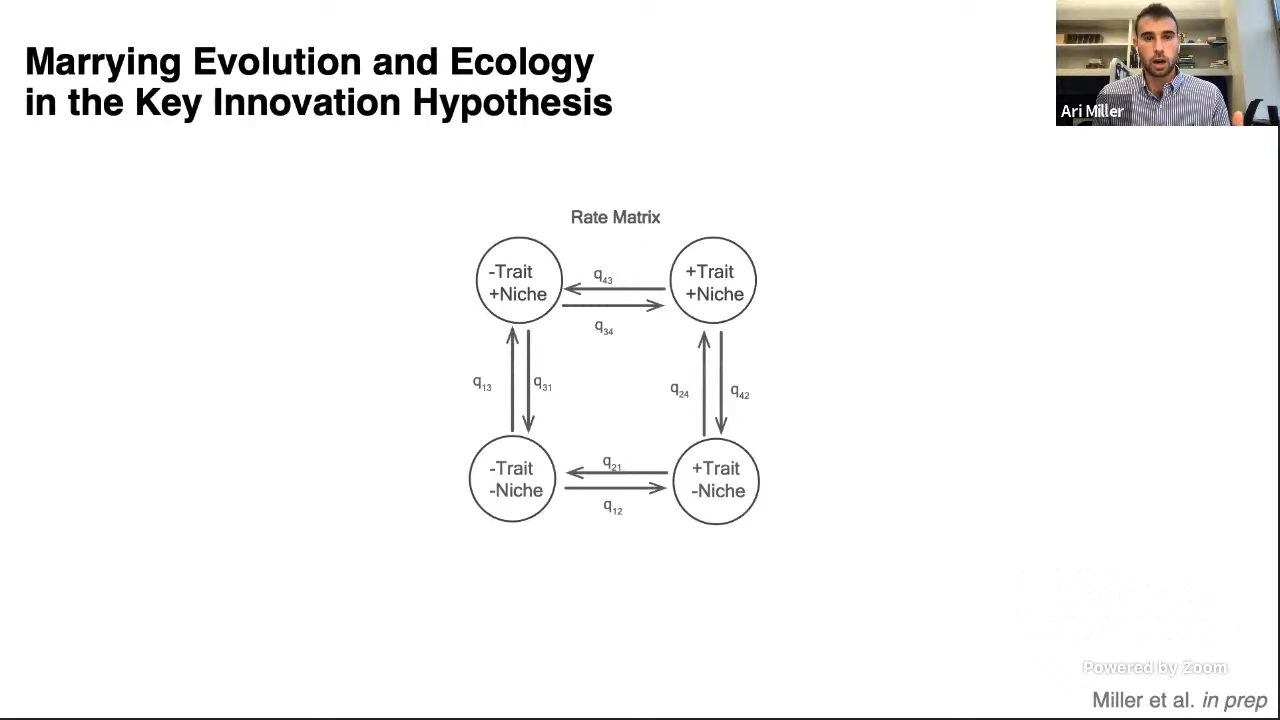 Marrying Evolution and Ecology
in the Key Innovation Hypothesis
Ari Miller
Rate Matrix
-Trait
+Niche
q43
q34
+Trait
+Niche
q13
q31
q24
q42
-Trait
-Niche
q21
q12
+Trait
-Niche
Powered by Zoom
Miller et al. in prep